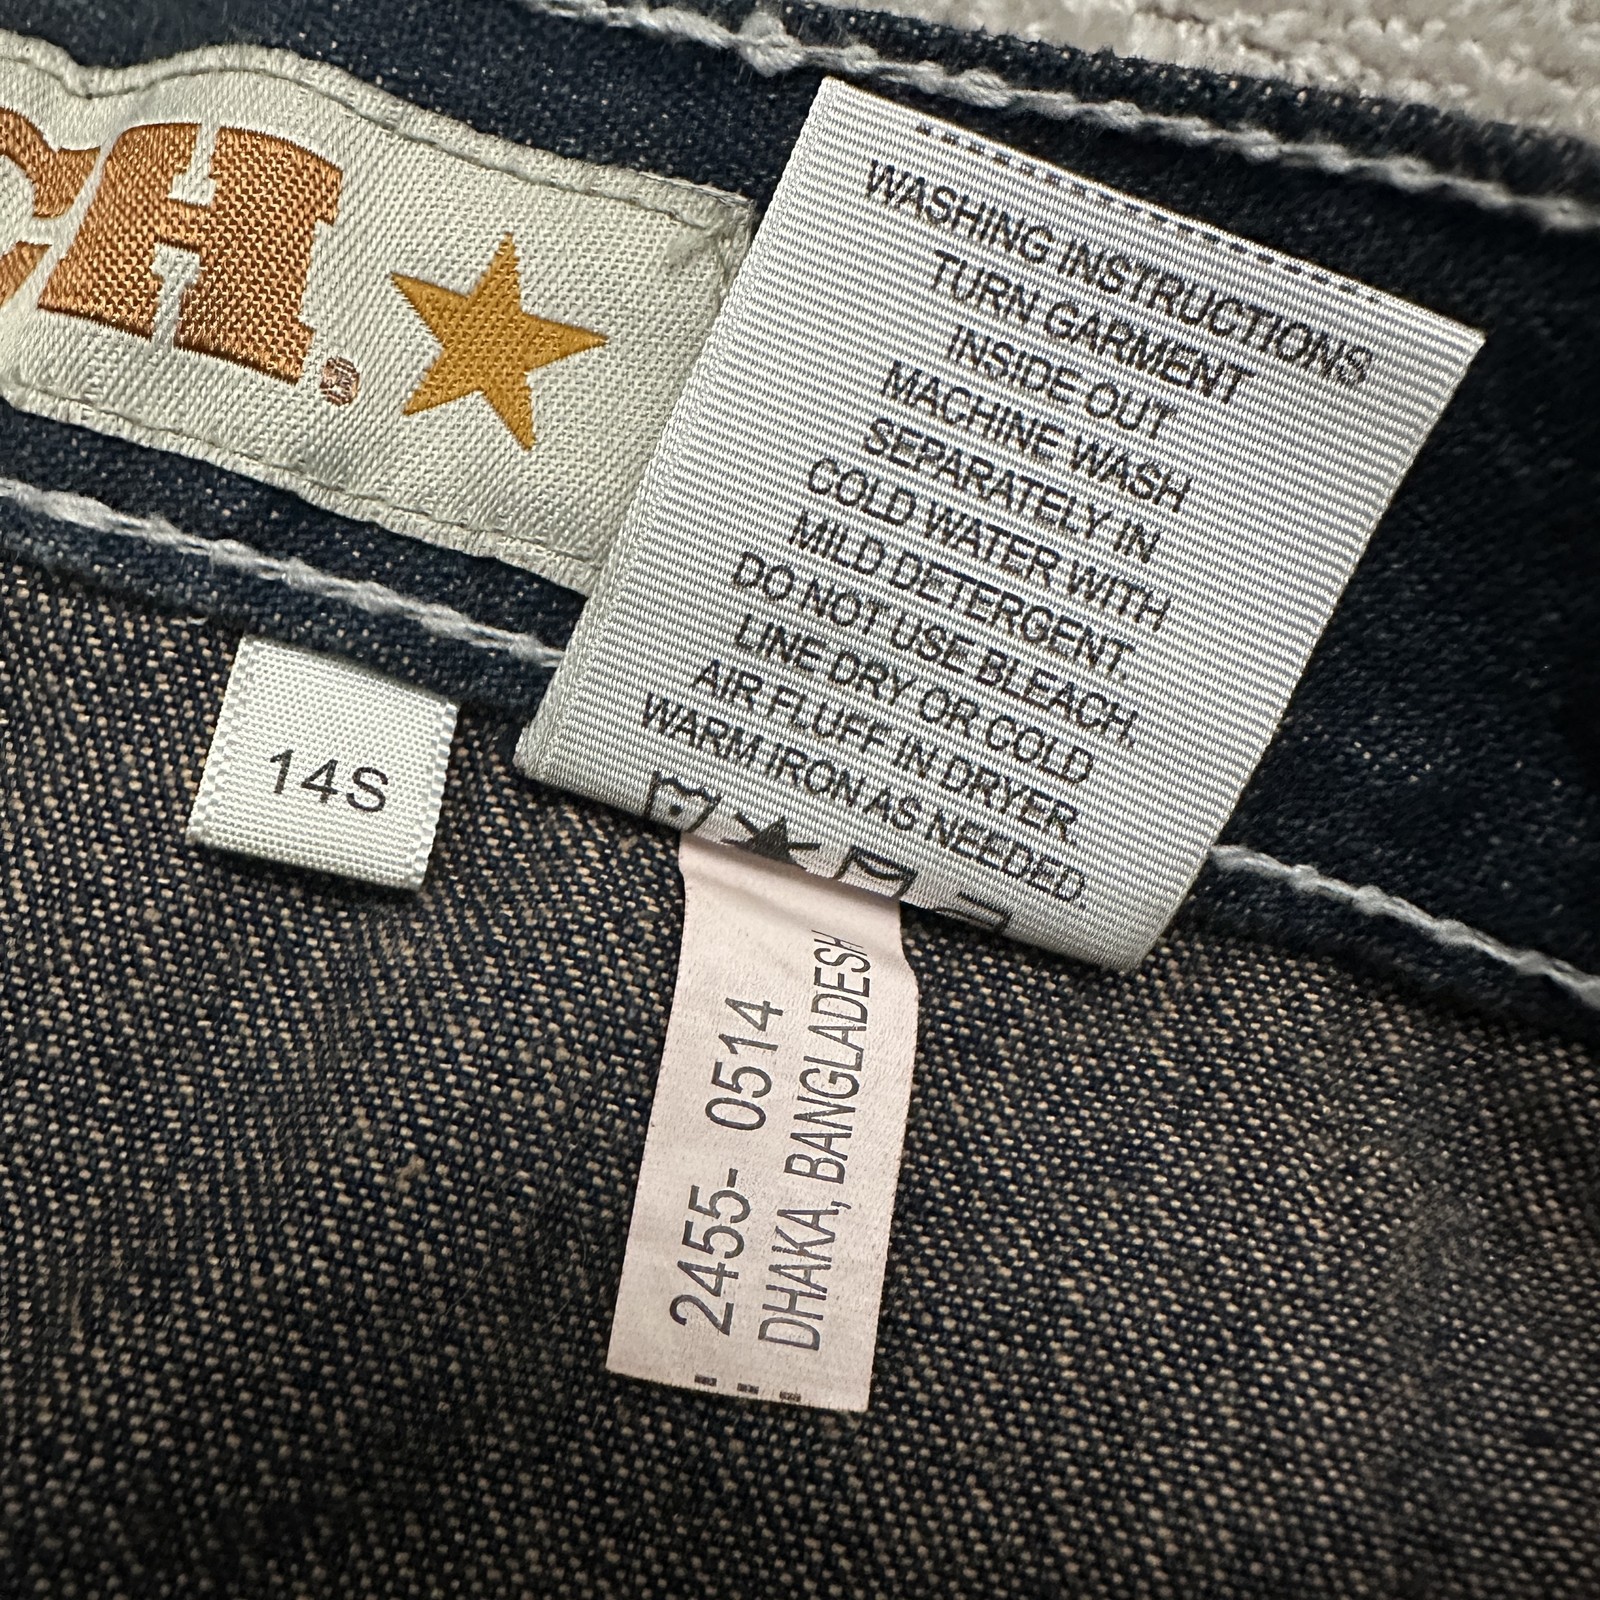 CH.
WASHING INSTRUCTIONS
TURN GARMENT
INSIDE OUT
MACHINE WASH
SEPARATELY IN
COLD WATER WITH
MILD DETERGENT.
DO NOT USE BLEACH.
LINE DRY OR COLD
AIR FLUFF IN DRYER.
WARM IRON AS NEEDED.
14S
2455- 0514
DHAKA, BANGLADESH